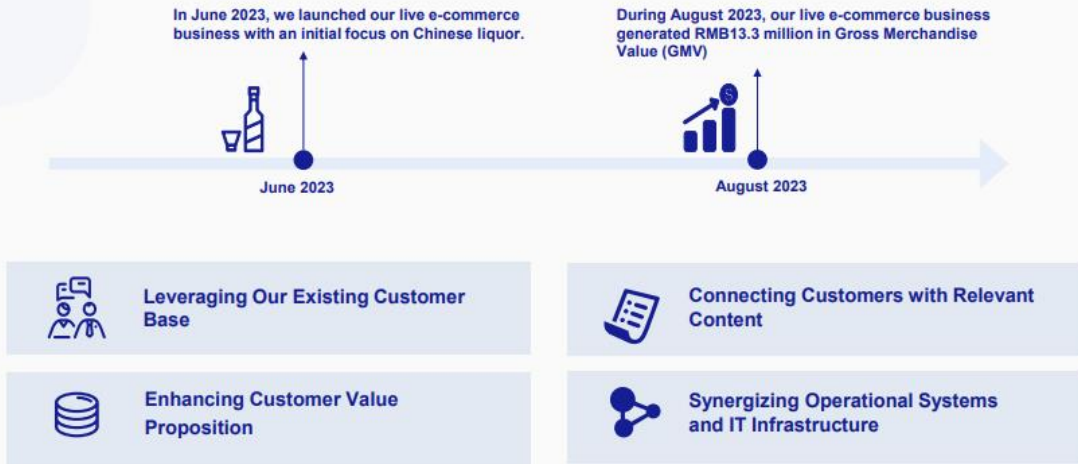 In June 2023, we launched our live e-commerce
business with an initial focus on Chinese liquor.
During August 2023, our live e-commerce business
generated RMB13.3 million in Gross Merchandise
Value (GMV)
$
June 2023
August 2023
Leveraging Our Existing Customer
Base
Connecting Customers with Relevant
Content
Enhancing Customer Value
Proposition
Synergizing Operational Systems
and IT Infrastructure